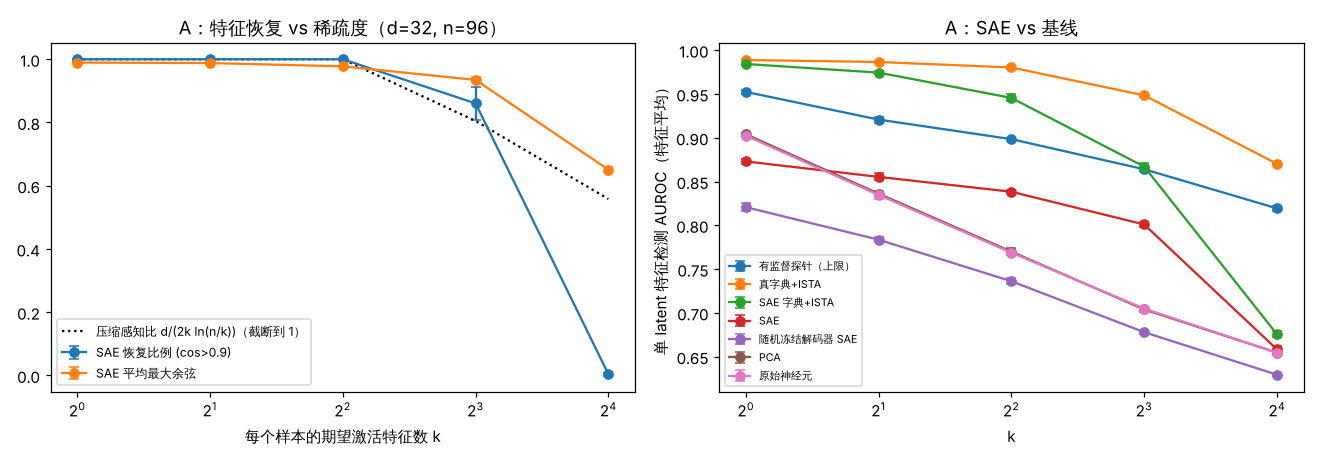 A：特征恢复 vs 稀疏度（d=32, n=96）
1.0
0.8
0.6
0.4
0.2
0.0
压缩感知比 d/(2k ln(n/k))（截断到 1）
SAE 恢复比例 (cos>0.9)
SAE 平均最大余弦
2⁰
2¹
2²
2³
2⁴
每个样本的期望激活特征数 k
A：SAE vs 基线
单 latent 特征检测 AUROC（特征平均）
1.00
0.95
0.90
0.85
0.80
0.75
0.70
0.65
有监督探针（上限）
真字典+ISTA
SAE 字典+ISTA
SAE
随机冻结解码器 SAE
PCA
原始神经元
2⁰
2¹
2²
2³
2⁴
k